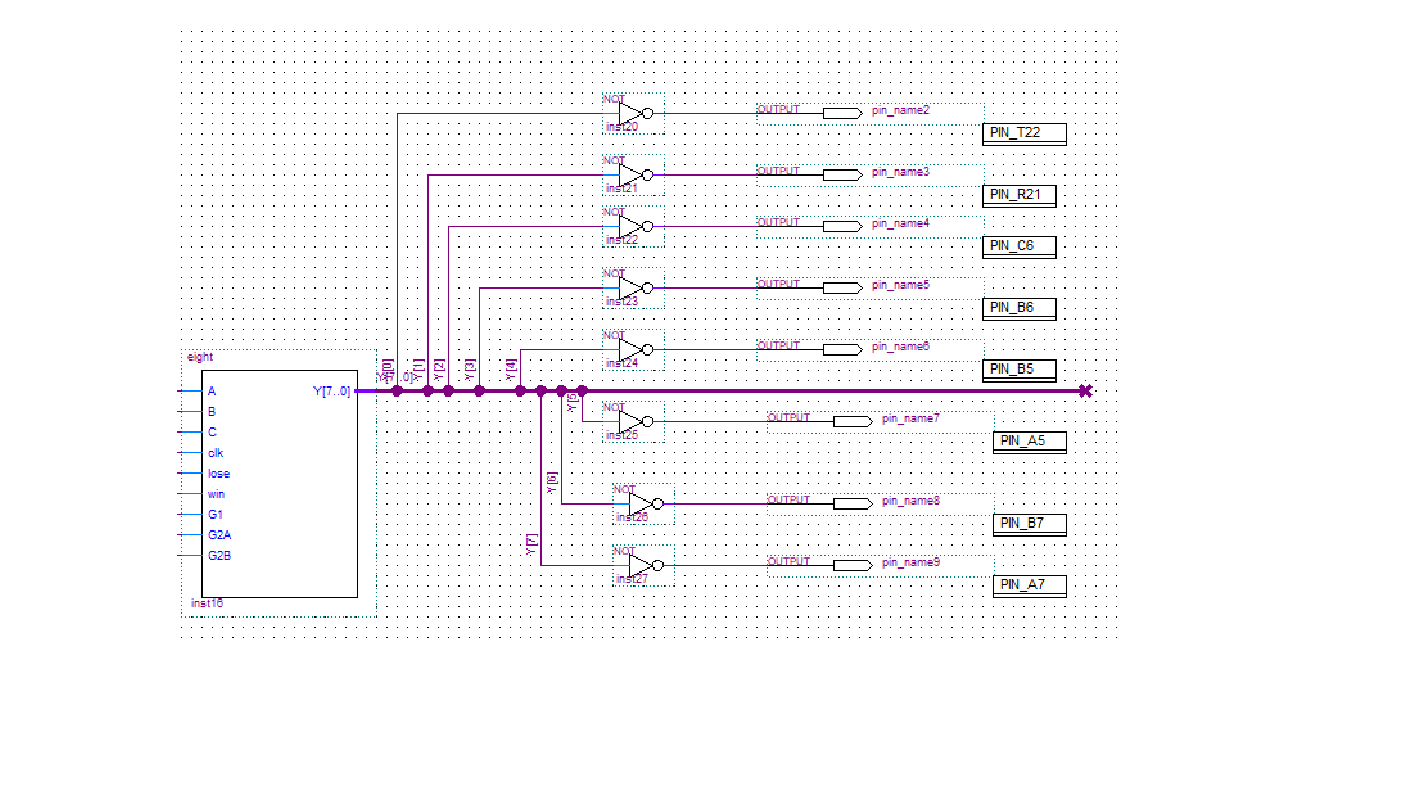 NOT
inst20
OUTPUT
pin_name2
PIN_T22
NOT
inst21
OUTPUT
pin_name3
PIN_R21
NOT
inst22
OUTPUT
pin_name4
PIN_C6
NOT
inst23
OUTPUT
pin_name5
PIN_B6
NOT
inst24
OUTPUT
pin_name6
PIN_B5
eight
Y[0]
Y[1]
Y[2]
Y[3]
Y[4]
Y[7..0]
A
Y[7..0]
B
C
clk
lose
win
G1
G2A
G2B
inst16
Y[5]
NOT
inst25
OUTPUT
pin_name7
PIN_A5
Y[6]
NOT
inst26
OUTPUT
pin_name8
PIN_B7
Y[7]
NOT
inst27
OUTPUT
pin_name9
PIN_A7